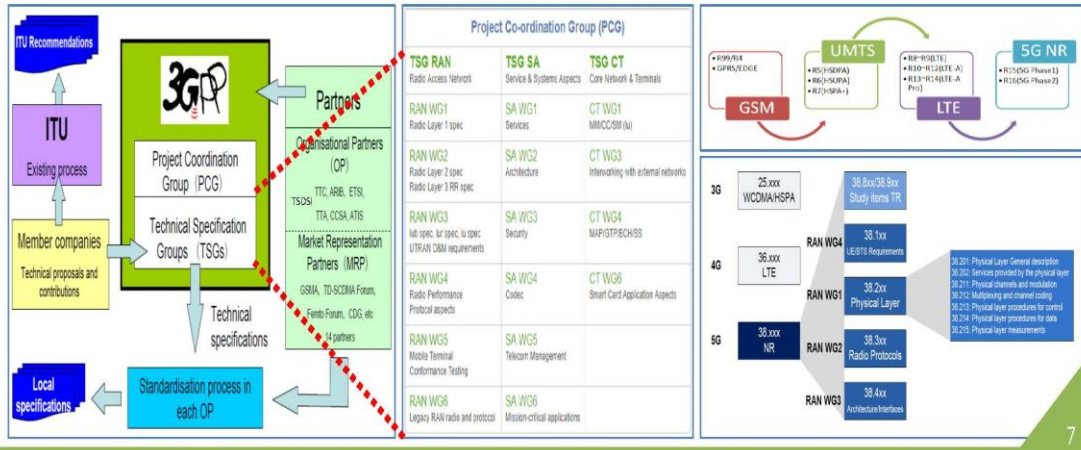 ITU Recommendations
ITU
Existing process
Member companies
Technical proposals and
contributions
3GPP
Project Coordination
Group (PCG)
Technical Specification
Groups (TSGs)
Technical
specifications
Partners
Organisational Partners
(OP)
TSDSI
TTC, ARIB, ETSI,
TTA, CCSA, ATIS
Market Representation
Partners (MRP)
GSMA, TD-SCDMA Forum,
Femto Forum, CDG, etc
14 partners
Standardisation process in
each OP
Local
specifications
Project Co-ordination Group (PCG)
TSG RAN
Radio Access Network
TSG SA
Service & Systems Aspects
TSG CT
Core Network & Terminals
RAN WG1
Radio Layer 1 spec
SA WG1
Services
CT WG1
MM/CC/SM (Iu)
RAN WG2
Radio Layer 2 spec
Radio Layer 3 RR spec
SA WG2
Architecture
CT WG3
Interworking with external networks
RAN WG3
Iub spec, Iur spec, Iu spec
UTRAN O&M requirements
SA WG3
Security
CT WG4
MAP/GTP/BCH/SS
RAN WG4
Radio Performance
Protocol aspects
SA WG4
Codec
CT WG6
Smart Card Application Aspects
RAN WG5
Mobile Terminal
Conformance Testing
SA WG5
Telecom Management
RAN WG6
Legacy RAN radio and protocol
SA WG6
Mission-critical applications
• R99/R4
• GPRS/EDGE
GSM
UMTS
• R5(HSDPA)
• R6(HSUPA)
• R7(HSPA+)
• R8~R9(LTE)
• R10~R12(LTE-A)
• R13~R14(LTE-A
Pro)
LTE
5G NR
• R15(5G Phase1)
• R16(5G Phase2)
3G
25.xxx
WCDMA/HSPA
4G
36.xxx
LTE
5G
38.xxx
NR
38.8xx/38.9xx
Study items TR
RAN WG4
38.1xx
UE/BTS Requirements
RAN WG1
38.2xx
Physical Layer
RAN WG2
38.3xx
Radio Protocols
RAN WG3
38.4xx
Architecture/Interfaces
38.201: Physical Layer General description
38.202: Services provided by the physical layer
38.211: Physical channels and modulation
38.212: Multiplexing and channel coding
38.213: Physical layer procedures for control
38.214: Physical layer procedures for data
38.215: Physical layer measurements
7